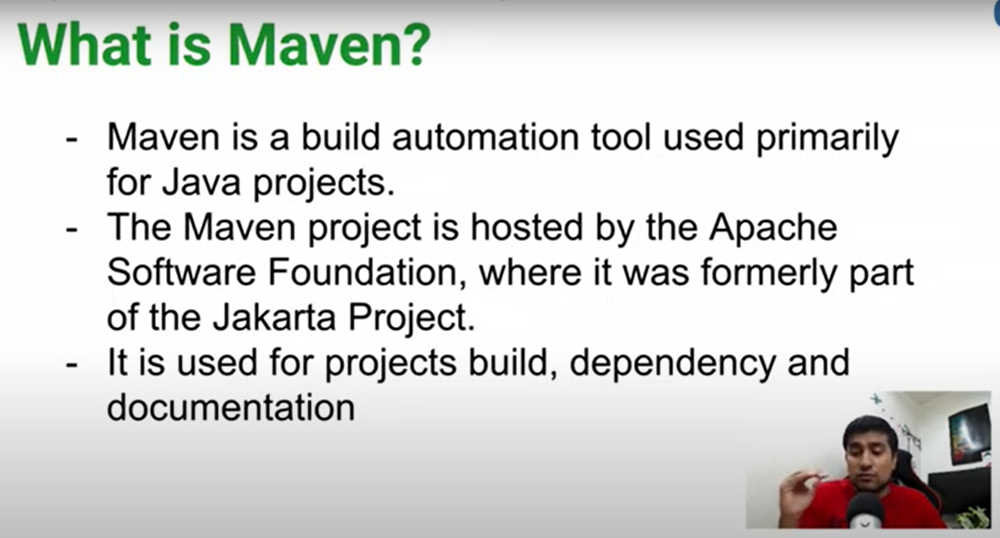 What is Maven?
- Maven is a build automation tool used primarily
for Java projects.
- The Maven project is hosted by the Apache
Software Foundation, where it was formerly part
of the Jakarta Project.
- It is used for projects build, dependency and
documentation